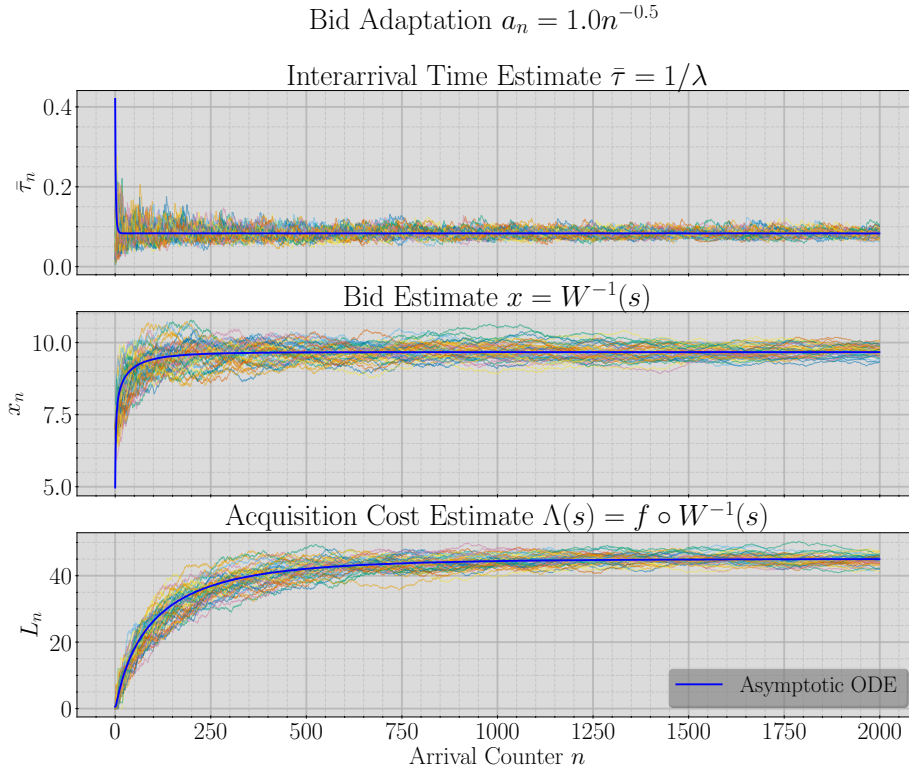 Bid Adaptation $a_n = 1.0n^{-0.5}$
Interarrival Time Estimate $\bar{\tau} = 1/\lambda$
0.4
0.2
0.0
$\bar{\tau}_n$
Bid Estimate $x = W^{-1}(s)$
10.0
7.5
5.0
$x_n$
Acquisition Cost Estimate $\Lambda(s) = f \circ W^{-1}(s)$
40
20
0
$L_n$
Asymptotic ODE
0 250 500 750 1000 1250 1500 1750 2000
Arrival Counter $n$